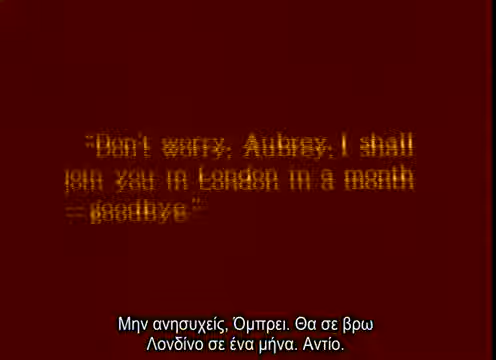 "Don't worry, Aubrey, I shall
join you in London in a month
— goodbye."
Μην ανησυχείς, Όμπρει. Θα σε βρω
Λονδίνο σε ένα μήνα. Αντίο.